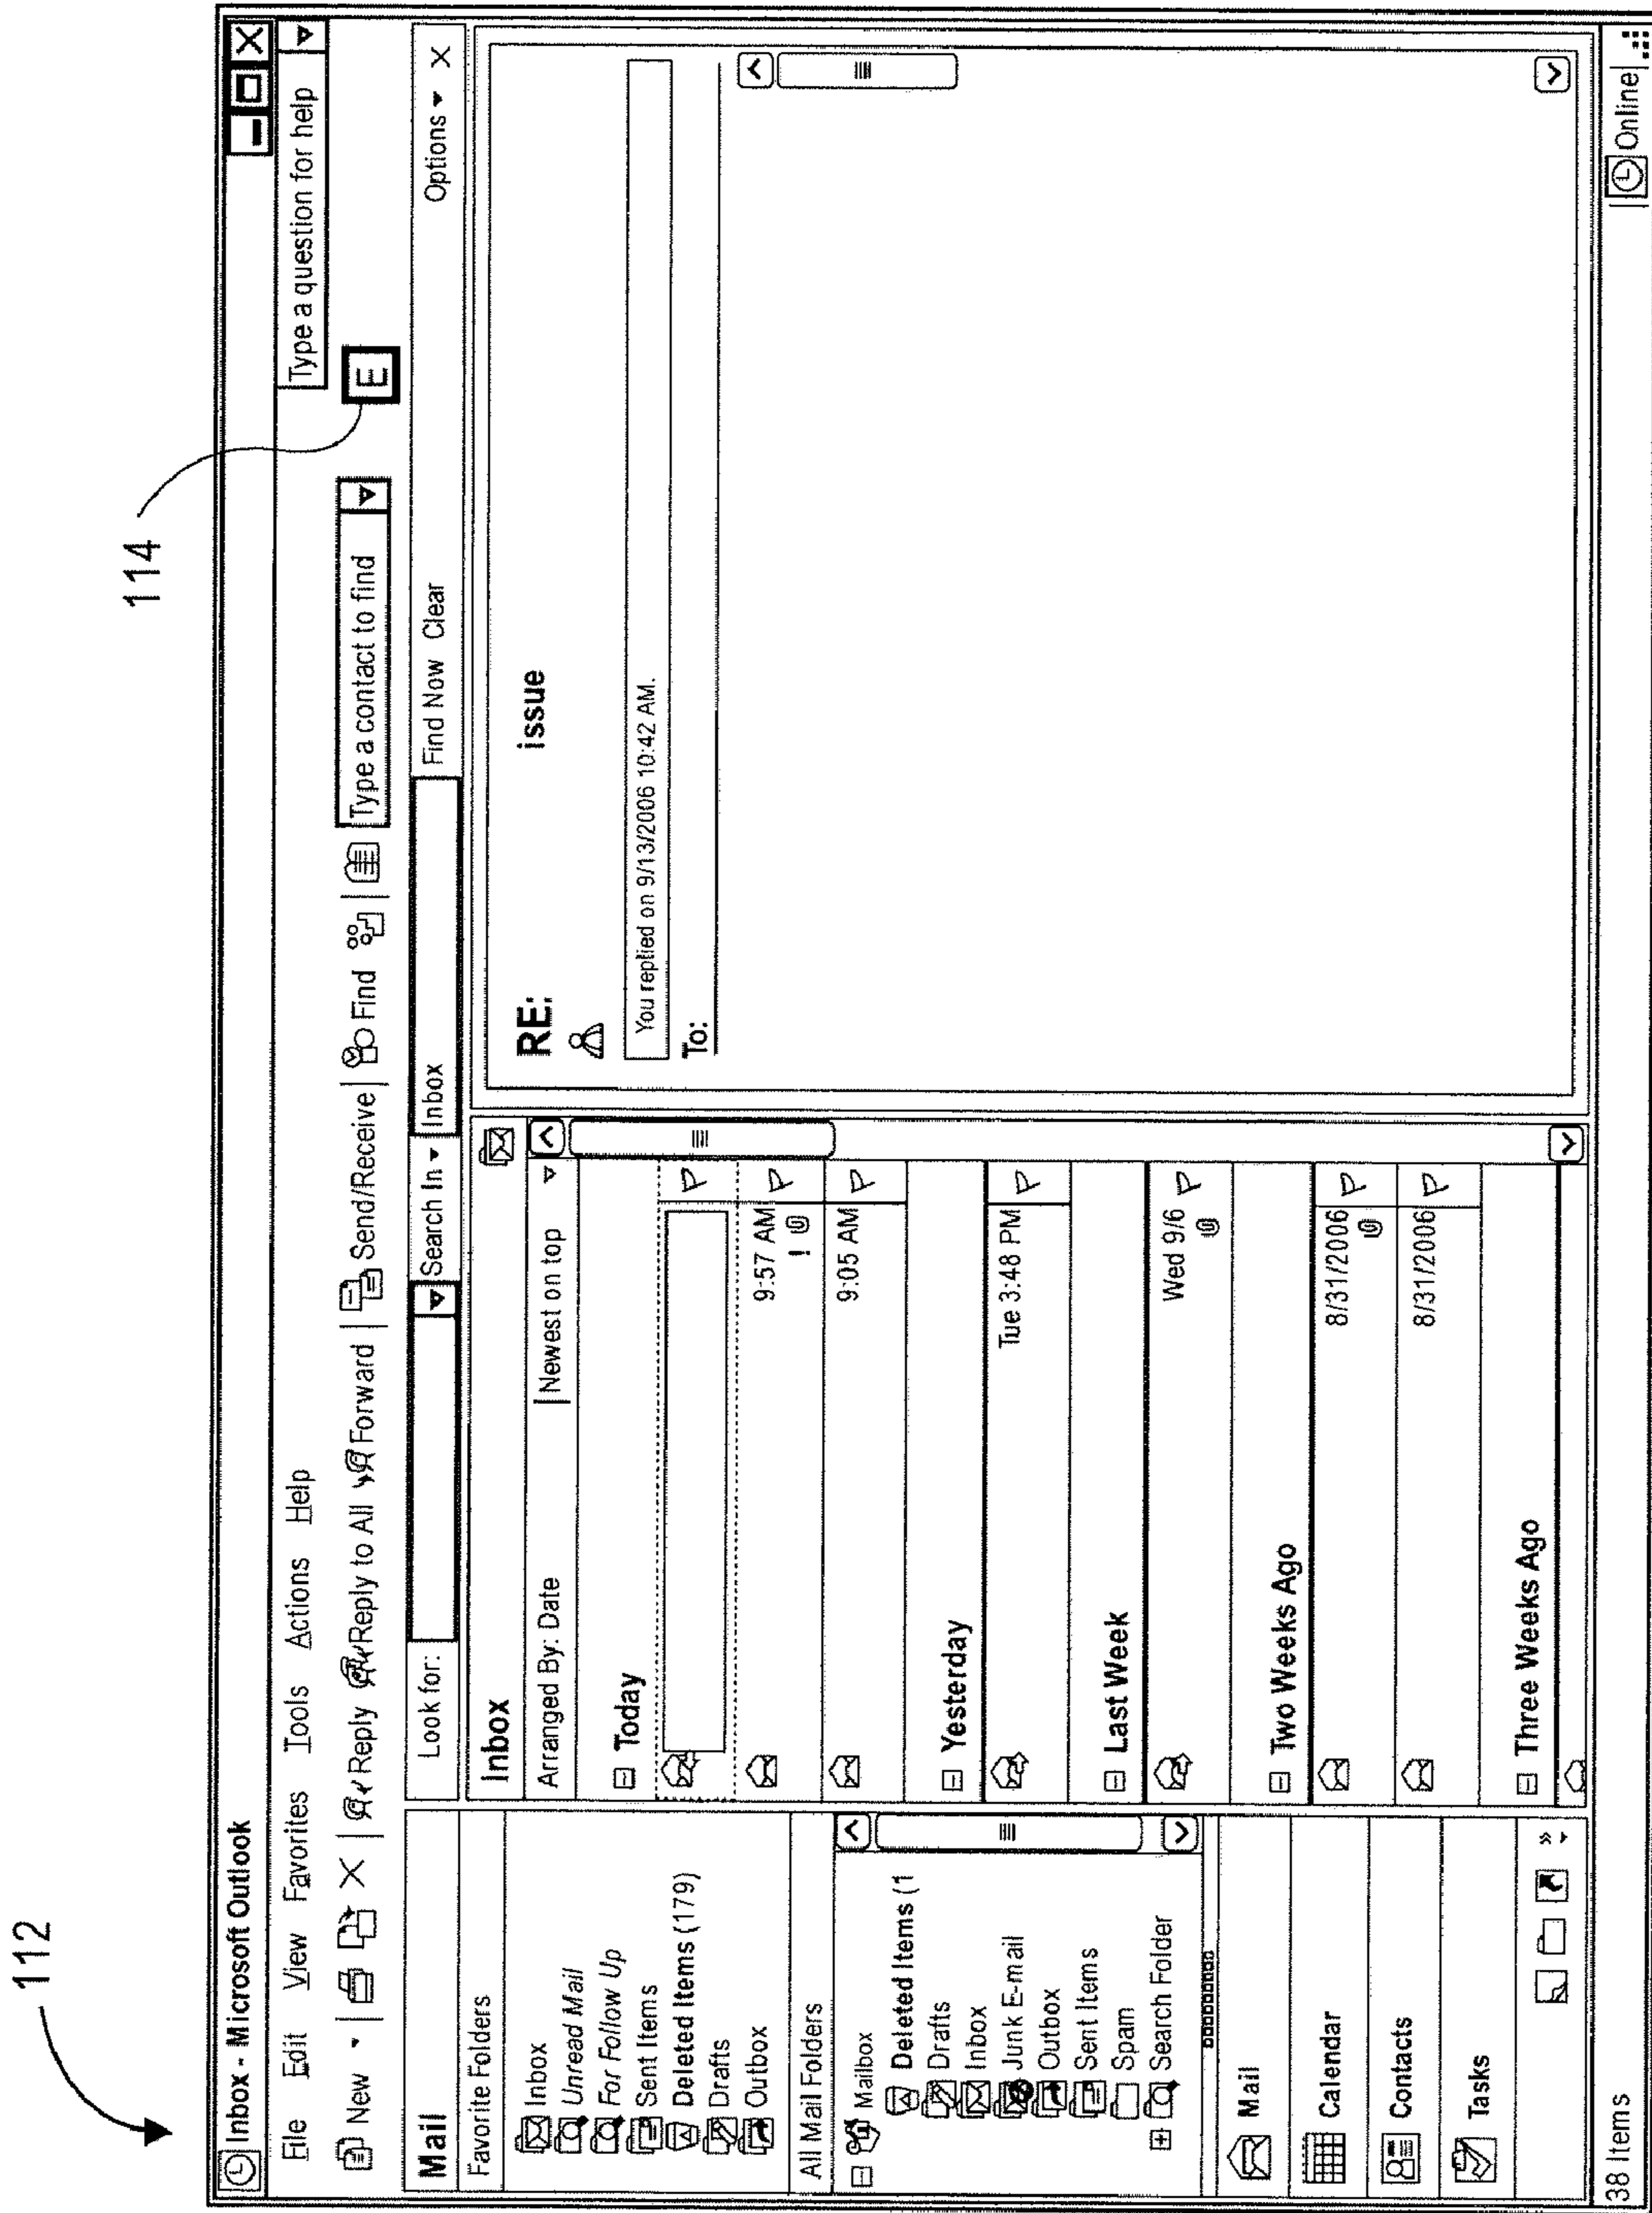 112
114
Inbox - Microsoft Outlook
File Edit View Favorites Tools Actions Help
Type a question for help
New Reply Reply to All Forward Send/Receive Find Type a contact to find E
Mail
Look for: Search In Inbox Find Now Clear Options
Favorite Folders
Inbox
Unread Mail
For Follow Up
Sent Items
Deleted Items (179)
Drafts
Outbox
All Mail Folders
Mailbox
Deleted Items (1
Drafts
Inbox
Junk E-mail
Outbox
Sent Items
Spam
Search Folder
Mail
Calendar
Contacts
Tasks
Inbox
Arranged By: Date Newest on top
Today
9:57 AM
!
9:05 AM
Yesterday
Tue 3:48 PM
Last Week
Wed 9/6
Two Weeks Ago
8/31/2006
8/31/2006
Three Weeks Ago
RE: issue
You replied on 9/13/2006 10:42 AM.
To:
38 Items
Online